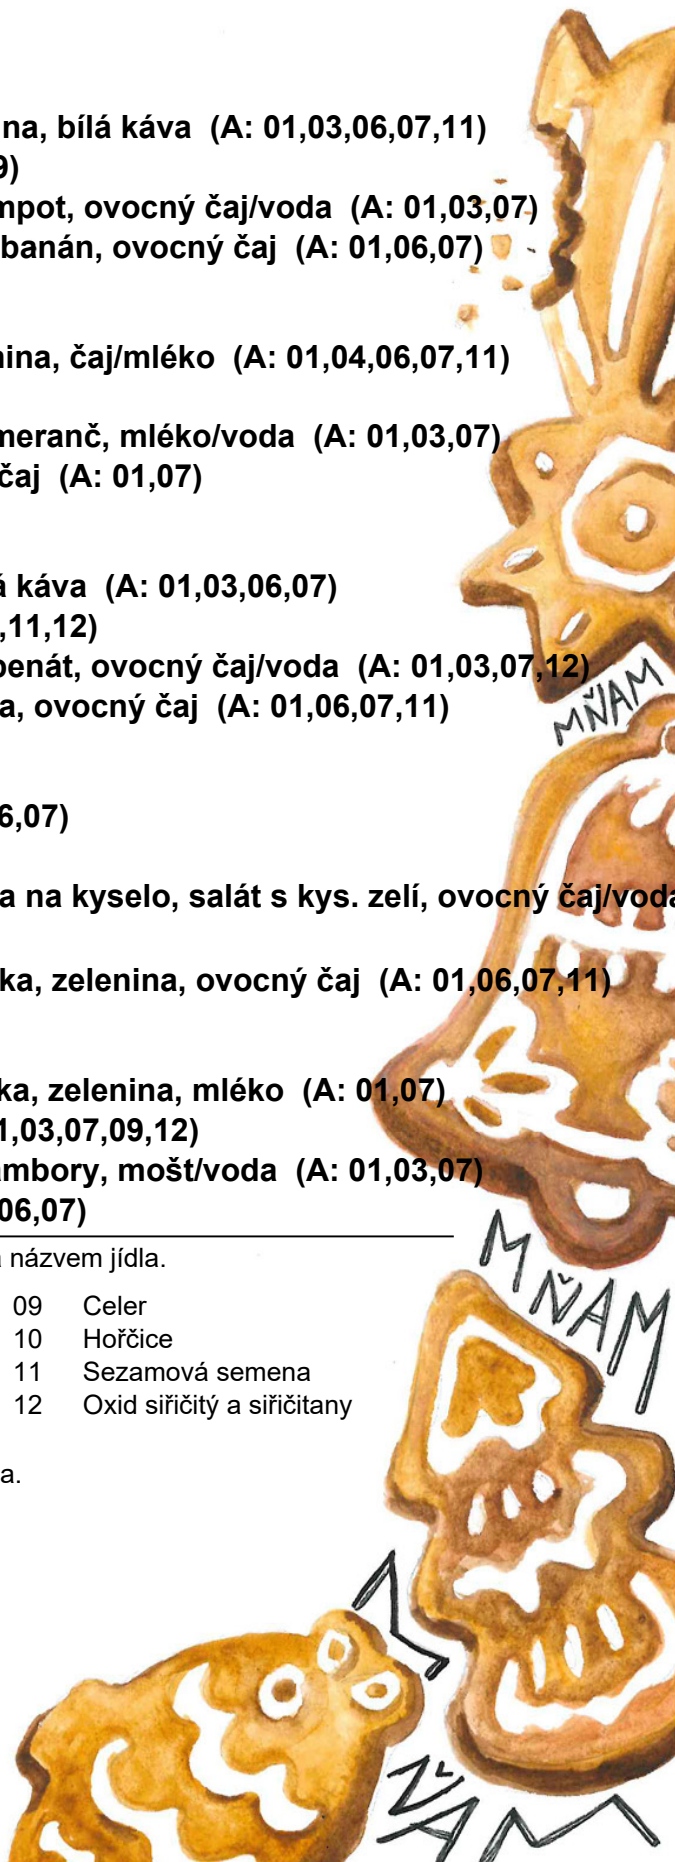 na, bílá káva (A: 01,03,06,07,11)
9)
mpot, ovocný čaj/voda (A: 01,03,07)
banán, ovocný čaj (A: 01,06,07)
nina, čaj/mléko (A: 01,04,06,07,11)
meranč, mléko/voda (A: 01,03,07)
čaj (A: 01,07)
á káva (A: 01,03,06,07)
,11,12)
penát, ovocný čaj/voda (A: 01,03,07,12)
a, ovocný čaj (A: 01,06,07,11)
MŇAM
6,07)
a na kyselo, salát s kys. zelí, ovocný čaj/voda
ka, zelenina, ovocný čaj (A: 01,06,07,11)
ka, zelenina, mléko (A: 01,07)
1,03,07,09,12)
ambory, mošt/voda (A: 01,03,07)
06,07)
a názvem jídla.
MŇAM
09 Celer
10 Hořčice
11 Sezamová semena
12 Oxid siřičitý a siřičitany
a.
MŇAM